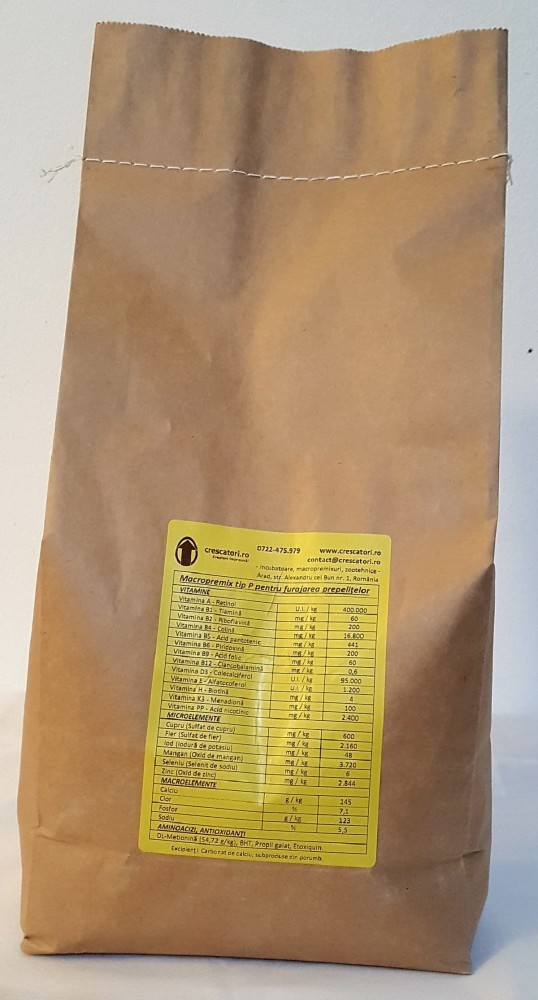 crescatori.ro 0722-475.979 www.crescatori.ro
Creștem împreună! contact@crescatori.ro
- incubatoare, macropremixuri, zootehnice -
Arad, str. Alexandru cel Bun nr. 1, România
Macropremix tip P pentru furajarea prepelițelor
VITAMINE
Vitamina A - Retinol U.I. / kg 400.000
Vitamina B1 - Tiamină mg / kg 60
Vitamina B2 - Riboflavină mg / kg 200
Vitamina B4 - Colină mg / kg 16.800
Vitamina B5 - Acid pantotenic mg / kg 441
Vitamina B6 - Piridoxină mg / kg 200
Vitamina B9 - Acid folic mg / kg 60
Vitamina B12 - Ciancobalamină mg / kg 0,6
Vitamina D3 - Colecalciferol U.I. / kg 95.000
Vitamina E - Alfatocoferol U.I. / kg 1.200
Vitamina H - Biotină mg / kg 4
Vitamina K3 - Menadionă mg / kg 100
Vitamina PP - Acid nicotinic mg / kg 2.400
MICROELEMENTE
Cupru (Sulfat de cupru) mg / kg 600
Fier (Sulfat de fier) mg / kg 2.160
Iod (Iodură de potasiu) mg / kg 48
Mangan (Oxid de mangan) mg / kg 3.720
Seleniu (Selenit de sodiu) mg / kg 6
Zinc (Oxid de zinc) mg / kg 2.844
MACROELEMENTE
Calciu g / kg 145
Clor % 7,1
Fosfor g / kg 123
Sodiu % 5,5
AMINOACIZI, ANTIOXIDANȚI
DL-Metionină (54,72 g/kg), BHT, Propil galat, Etoxiquin.
Excipienți: Carbonat de calciu, subproduse din porumb.